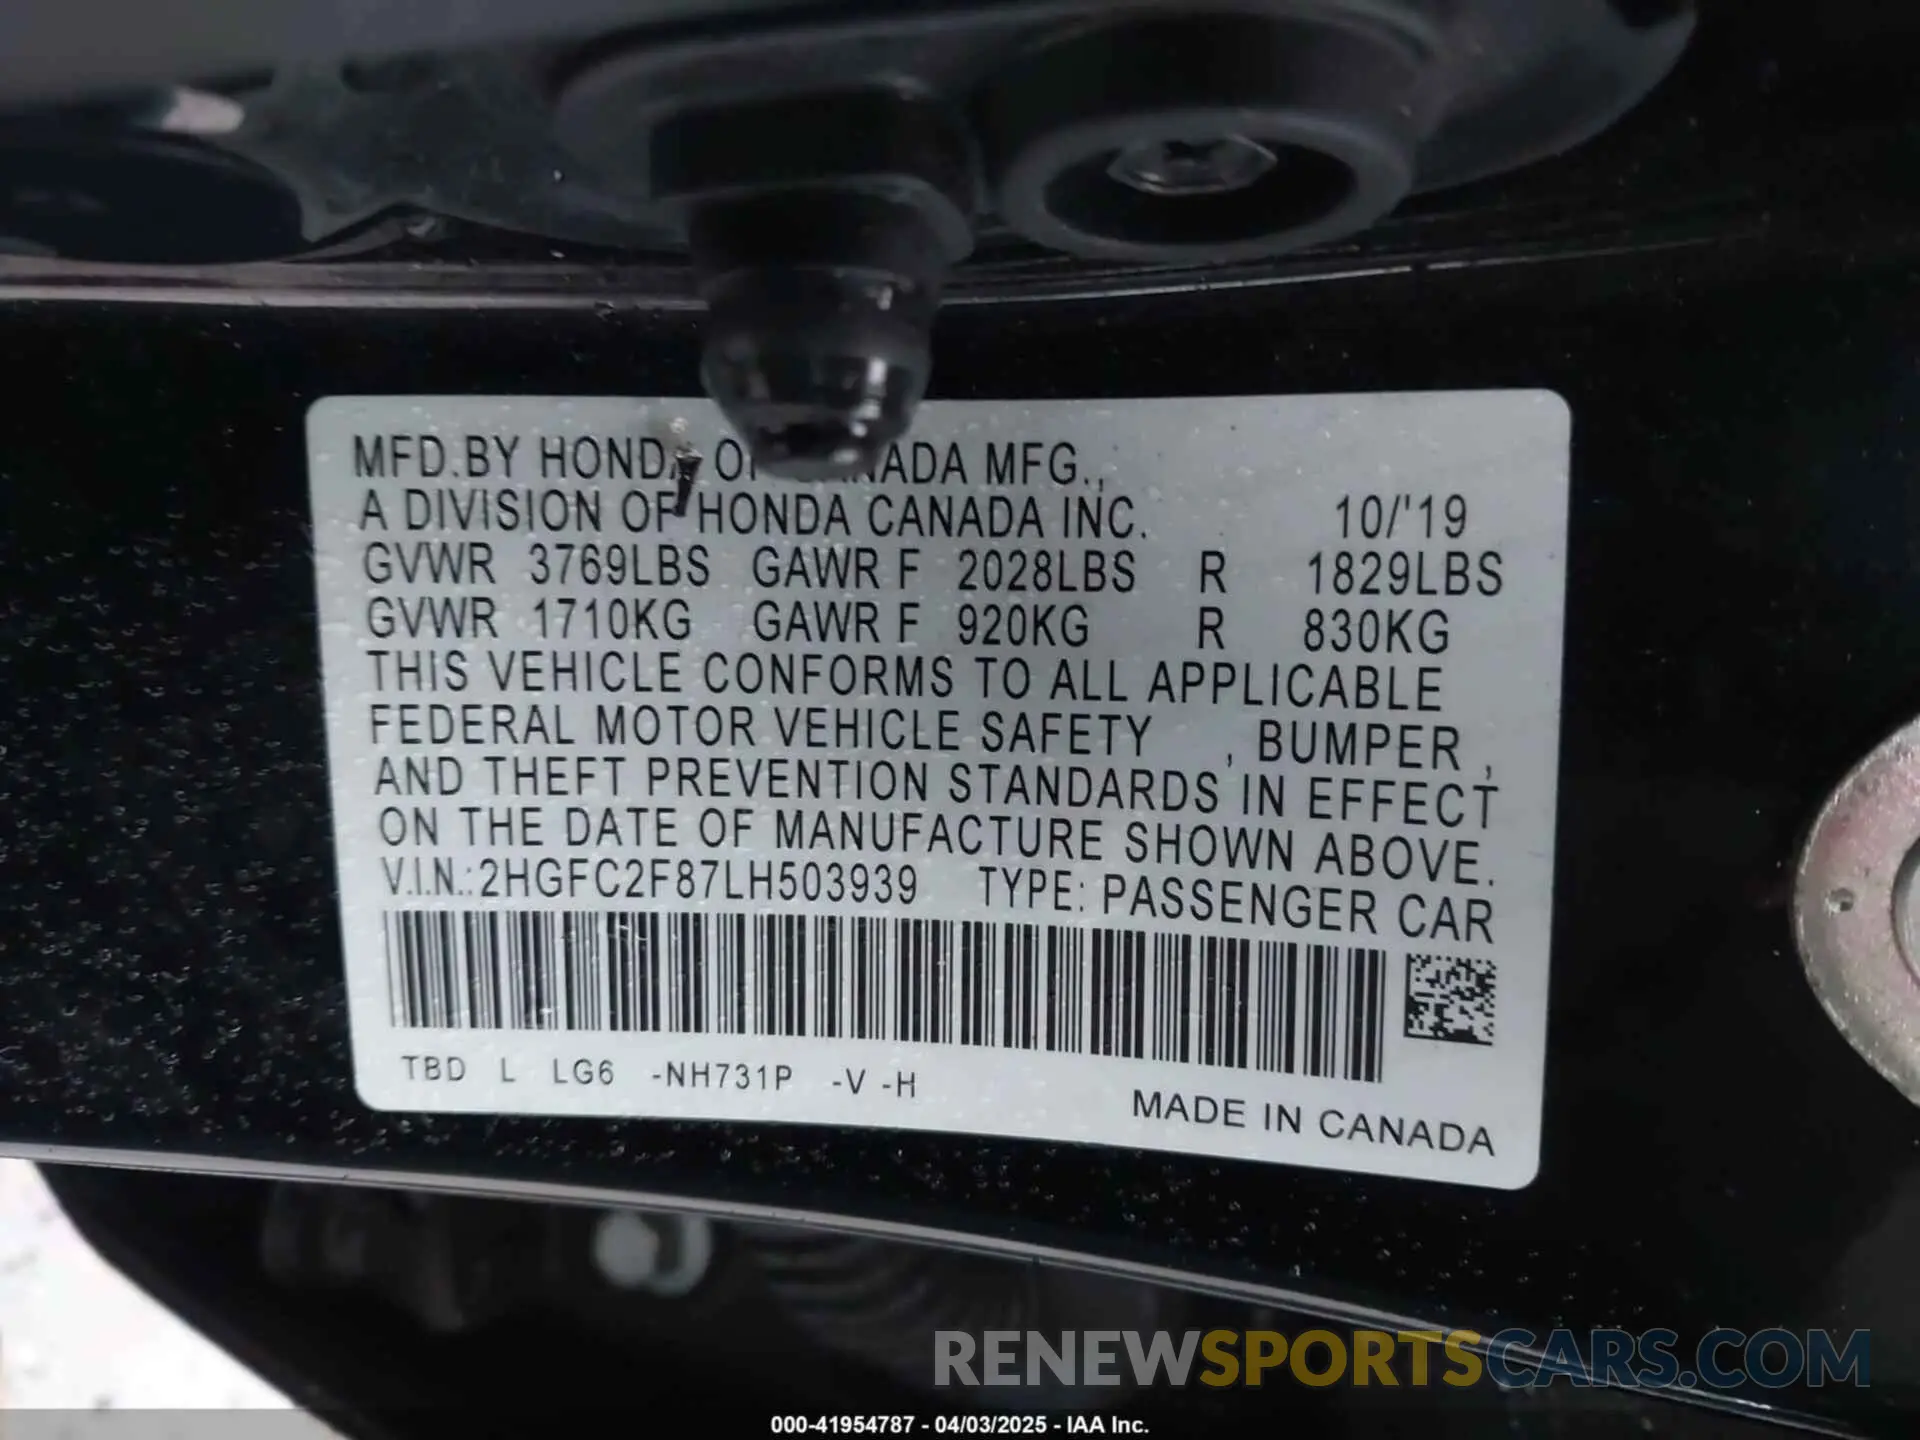 MFD.BY HONDA OF CANADA MFG.,
A DIVISION OF HONDA CANADA INC. 10/'19
GVWR 3769LBS GAWR F 2028LBS R 1829LBS
GVWR 1710KG GAWR F 920KG R 830KG
THIS VEHICLE CONFORMS TO ALL APPLICABLE
FEDERAL MOTOR VEHICLE SAFETY , BUMPER ,
AND THEFT PREVENTION STANDARDS IN EFFECT
ON THE DATE OF MANUFACTURE SHOWN ABOVE.
V.I.N.:2HGFC2F87LH503939 TYPE: PASSENGER CAR
TBD L LG6 -NH731P -V -H
MADE IN CANADA
RENEWSPORTSCARS.COM
000-41954787 - 04/03/2025 - IAA Inc.